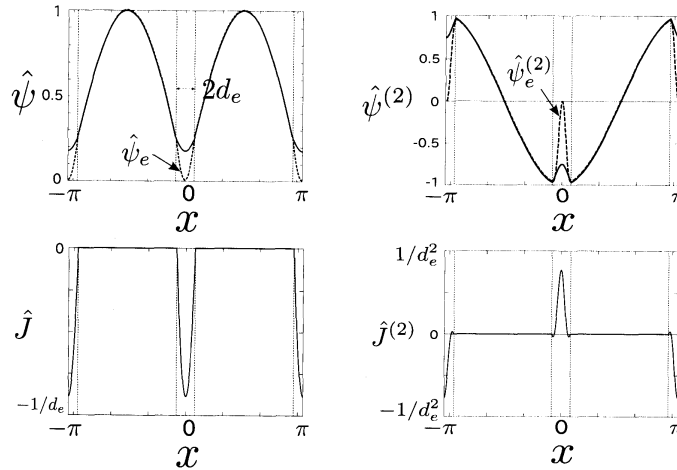 1
ψ̂
0.5
0
2d_e
ψ̂_e
−π
0
π
x
1
0.5
ψ̂^(2)
0
-0.5
-1
ψ̂_e^(2)
−π
0
π
x
0
Ĵ
−1/d_e
−π
0
π
x
1/d_e^2
Ĵ^(2)
0
−1/d_e^2
−π
0
π
x